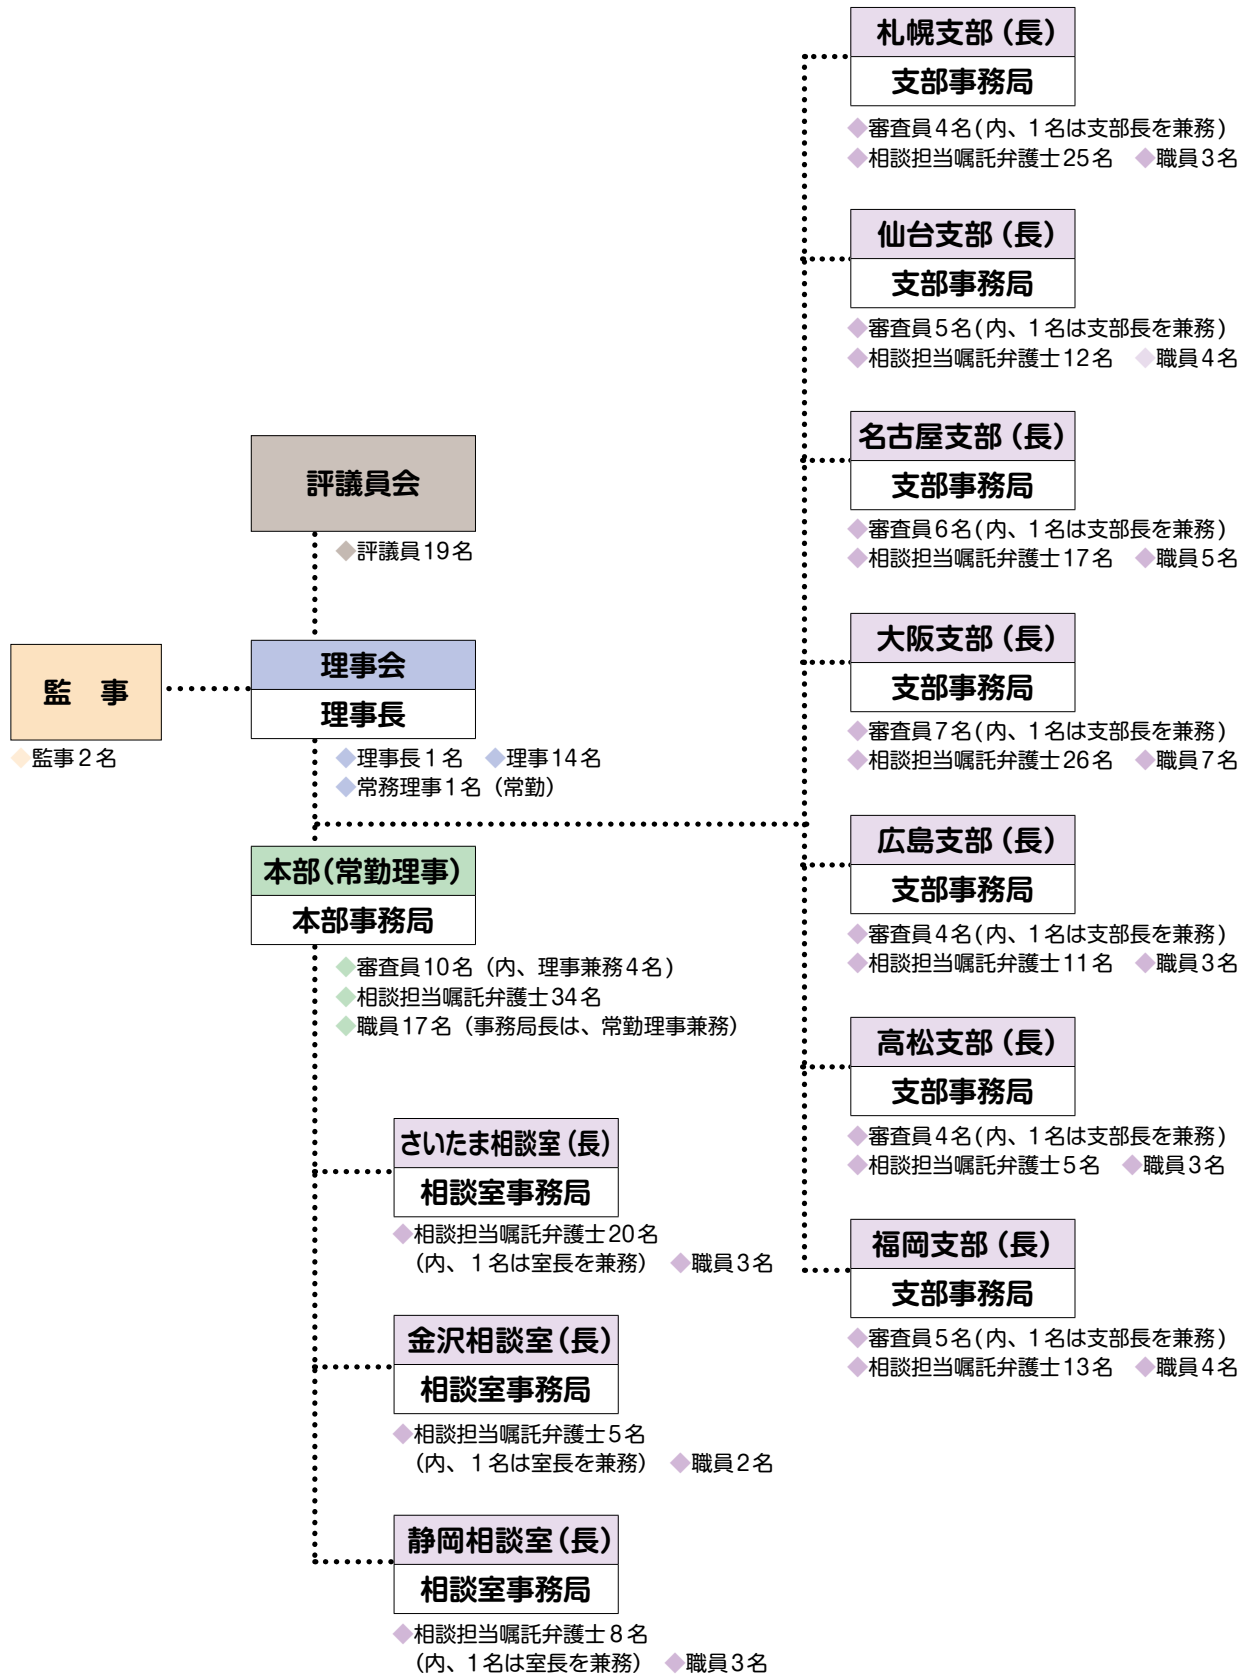 評議員会
◆評議員19名
監　事
◆監事2名
理事会
理事長
◆理事長1名　◆理事14名
◆常務理事1名（常勤）
本部(常勤理事)
本部事務局
◆審査員10名（内、理事兼務4名）
◆相談担当嘱託弁護士34名
◆職員17名（事務局長は、常勤理事兼務）
さいたま相談室(長)
相談室事務局
◆相談担当嘱託弁護士20名
（内、1名は室長を兼務）　◆職員3名
金沢相談室(長)
相談室事務局
◆相談担当嘱託弁護士5名
（内、1名は室長を兼務）　◆職員2名
静岡相談室(長)
相談室事務局
◆相談担当嘱託弁護士8名
（内、1名は室長を兼務）　◆職員3名
札幌支部（長）
支部事務局
◆審査員4名(内、1名は支部長を兼務)
◆相談担当嘱託弁護士25名　◆職員3名
仙台支部（長）
支部事務局
◆審査員5名(内、1名は支部長を兼務)
◆相談担当嘱託弁護士12名　◆職員4名
名古屋支部（長）
支部事務局
◆審査員6名(内、1名は支部長を兼務)
◆相談担当嘱託弁護士17名　◆職員5名
大阪支部（長）
支部事務局
◆審査員7名(内、1名は支部長を兼務)
◆相談担当嘱託弁護士26名　◆職員7名
広島支部（長）
支部事務局
◆審査員4名(内、1名は支部長を兼務)
◆相談担当嘱託弁護士11名　◆職員3名
高松支部（長）
支部事務局
◆審査員4名(内、1名は支部長を兼務)
◆相談担当嘱託弁護士5名　◆職員3名
福岡支部（長）
支部事務局
◆審査員5名(内、1名は支部長を兼務)
◆相談担当嘱託弁護士13名　◆職員4名